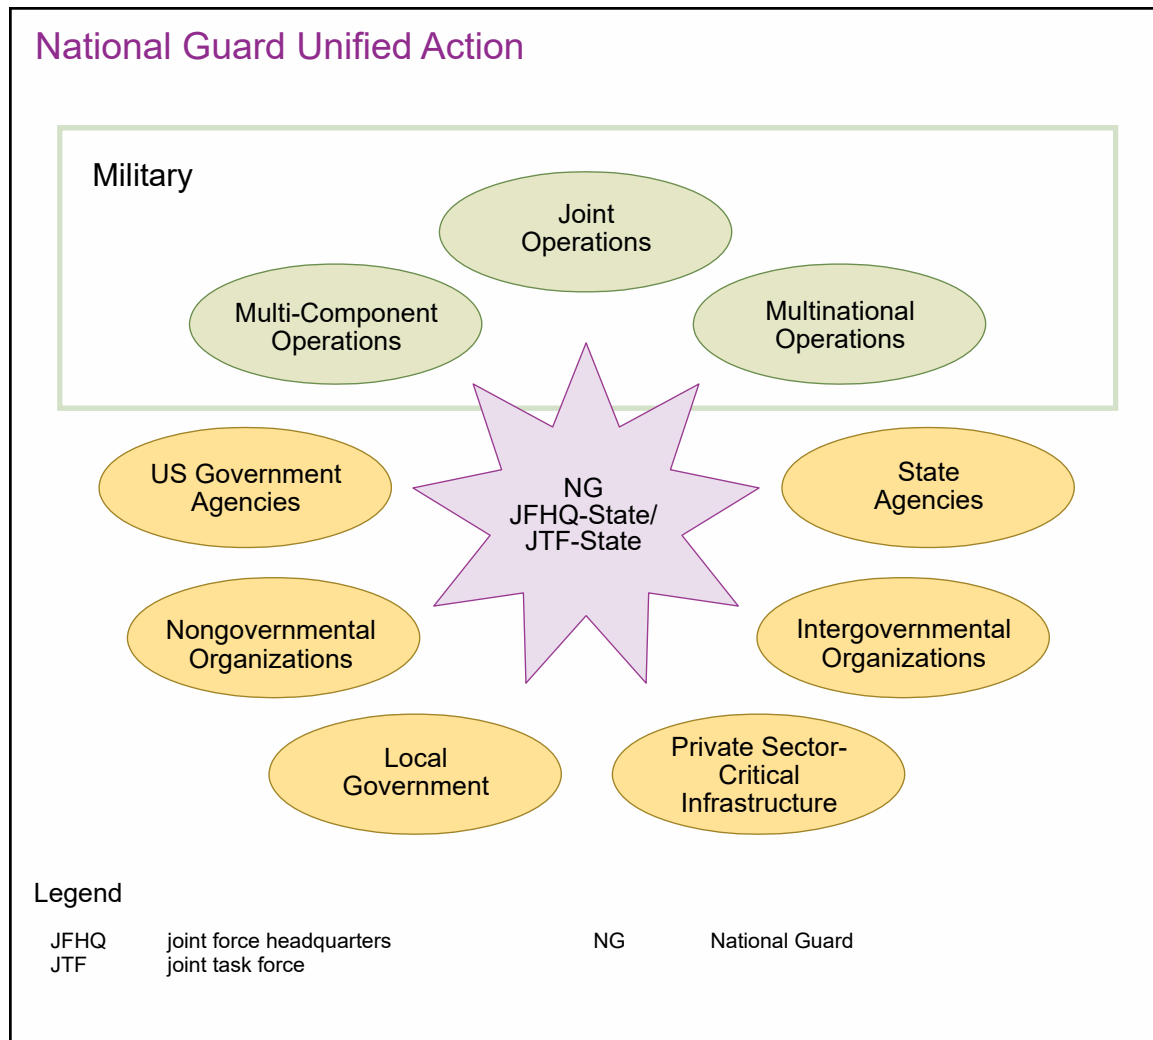 National Guard Unified Action
Military
Joint
Operations
Multi-Component
Operations
Multinational
Operations
US Government
Agencies
NG
JFHQ-State/
JTF-State
State
Agencies
Nongovernmental
Organizations
Intergovernmental
Organizations
Local
Government
Private Sector-
Critical
Infrastructure
Legend
JFHQ joint force headquarters NG National Guard
JTF joint task force